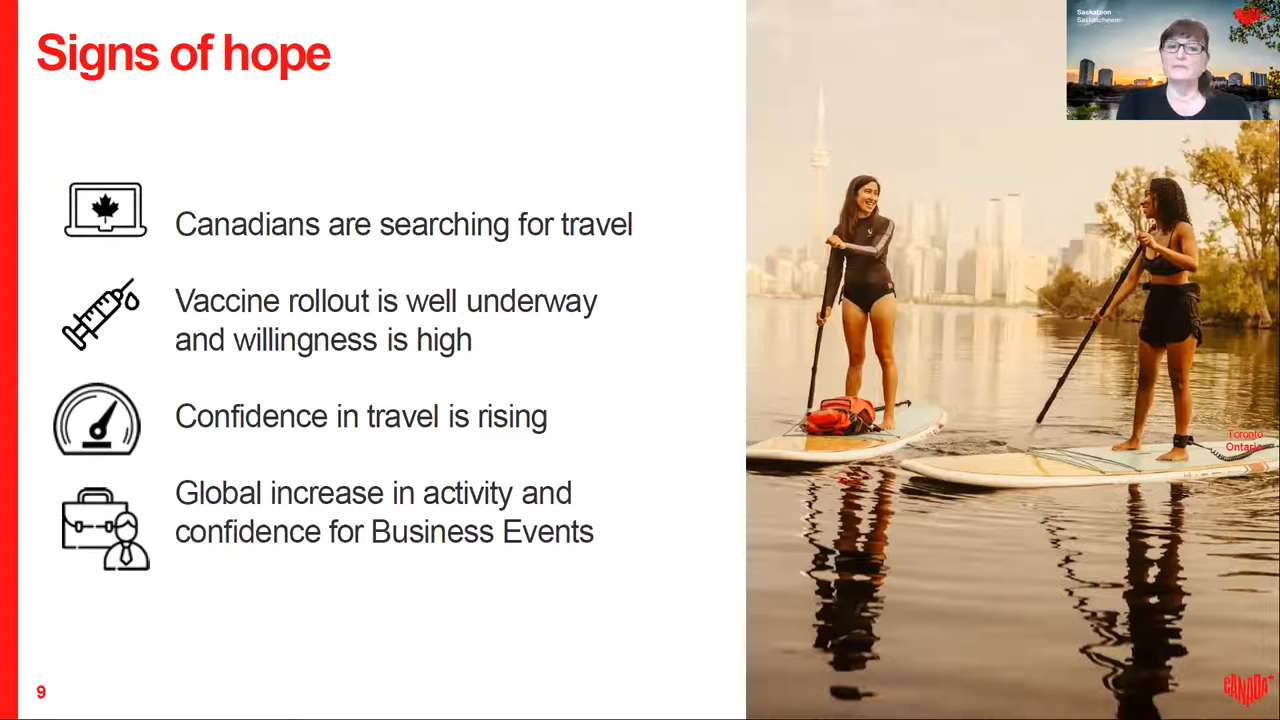 Signs of hope
Canadians are searching for travel
Vaccine rollout is well underway
and willingness is high
Confidence in travel is rising
Global increase in activity and
confidence for Business Events
9
Saskatoon
Saskatchewan
Toronto
Ontario
CANADA